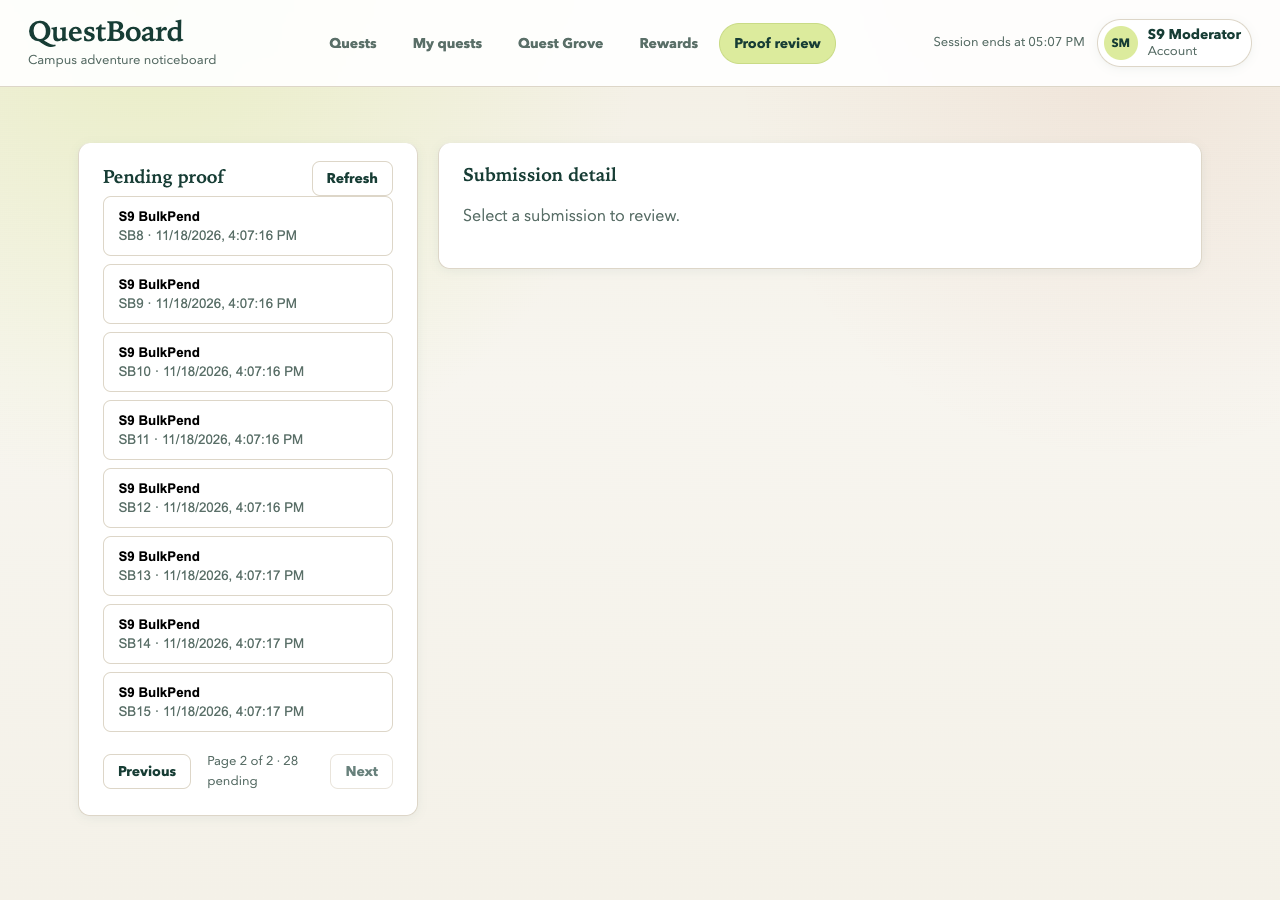 QuestBoard
Campus adventure noticeboard
Quests
My quests
Quest Grove
Rewards
Proof review
Session ends at 05:07 PM
SM
S9 Moderator
Account
Pending proof
Refresh
S9 BulkPend
SB8 · 11/18/2026, 4:07:16 PM
S9 BulkPend
SB9 · 11/18/2026, 4:07:16 PM
S9 BulkPend
SB10 · 11/18/2026, 4:07:16 PM
S9 BulkPend
SB11 · 11/18/2026, 4:07:16 PM
S9 BulkPend
SB12 · 11/18/2026, 4:07:16 PM
S9 BulkPend
SB13 · 11/18/2026, 4:07:17 PM
S9 BulkPend
SB14 · 11/18/2026, 4:07:17 PM
S9 BulkPend
SB15 · 11/18/2026, 4:07:17 PM
Previous
Page 2 of 2 · 28
pending
Next
Submission detail
Select a submission to review.